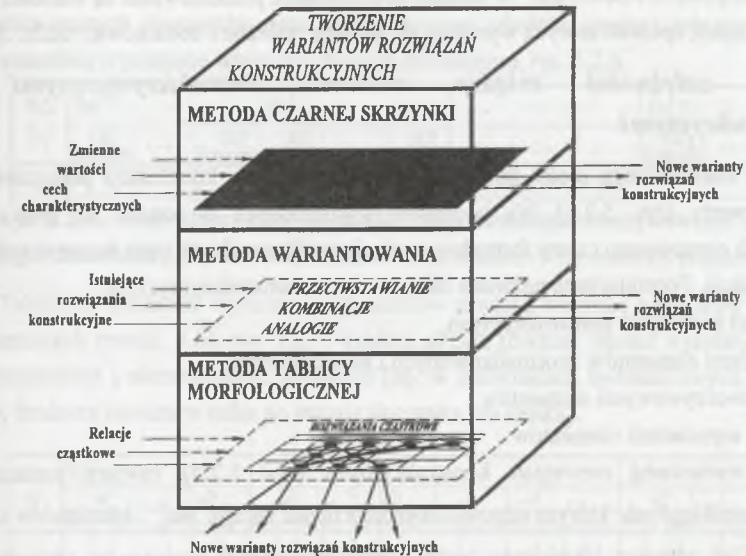 TWORZENIE
WARIANTÓW ROZWIĄZAŃ
KONSTRUKCYJNYCH
METODA CZARNEJ SKRZYNKI
Zmienne
wartości
cech
charakterystycznych
Nowe warianty
rozwiązań
konstrukcyjnych
METODA WARIANTOWANIA
Istniejące
rozwiązania
konstrukcyjne
PRZECIWSTAWIANIE
KOMBINACJE
ANALOGIE
Nowe warianty
rozwiązań
konstrukcyjnych
METODA TABLICY
MORFOLOGICZNEJ
Relacje
cząstkowe
ROZWIĄZANIA CZĄSTKOWE
Nowe warianty rozwiązań konstrukcyjnych